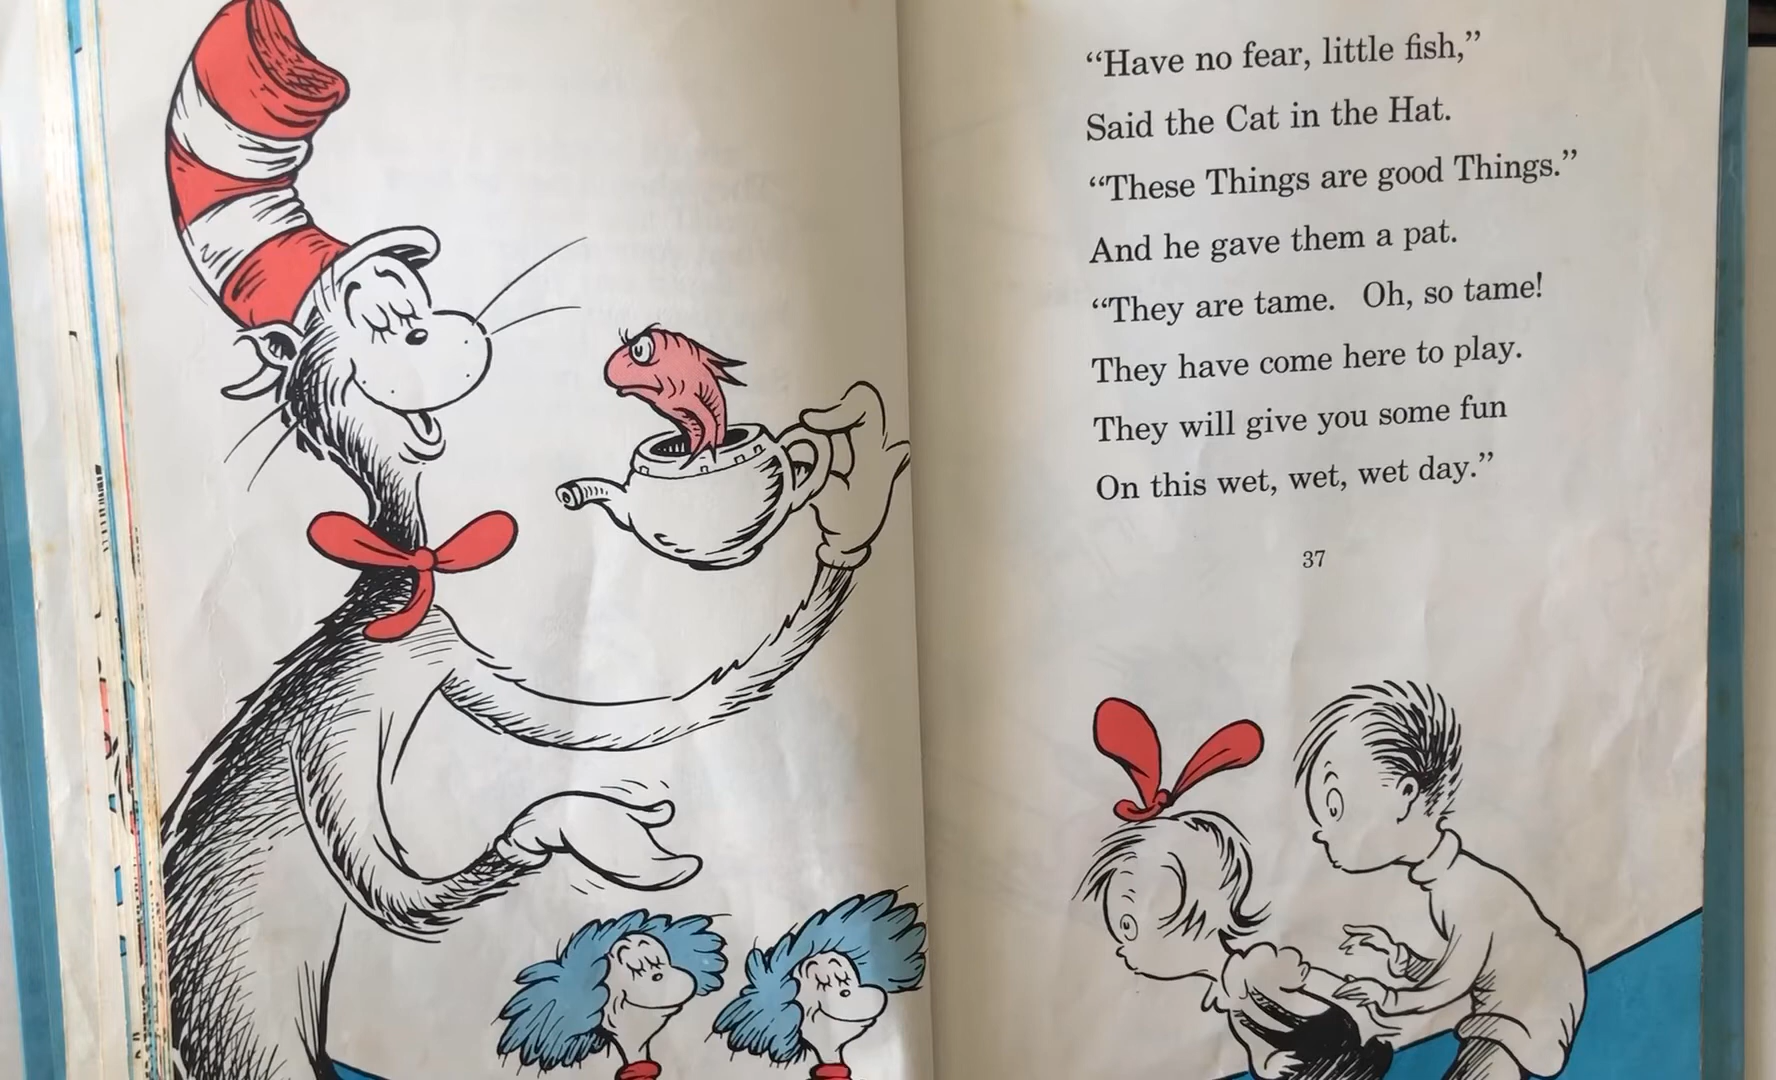 “Have no fear, little fish,”
Said the Cat in the Hat.
“These Things are good Things.”
And he gave them a pat.
“They are tame.  Oh, so tame!
They have come here to play.
They will give you some fun
On this wet, wet, wet day.”
37